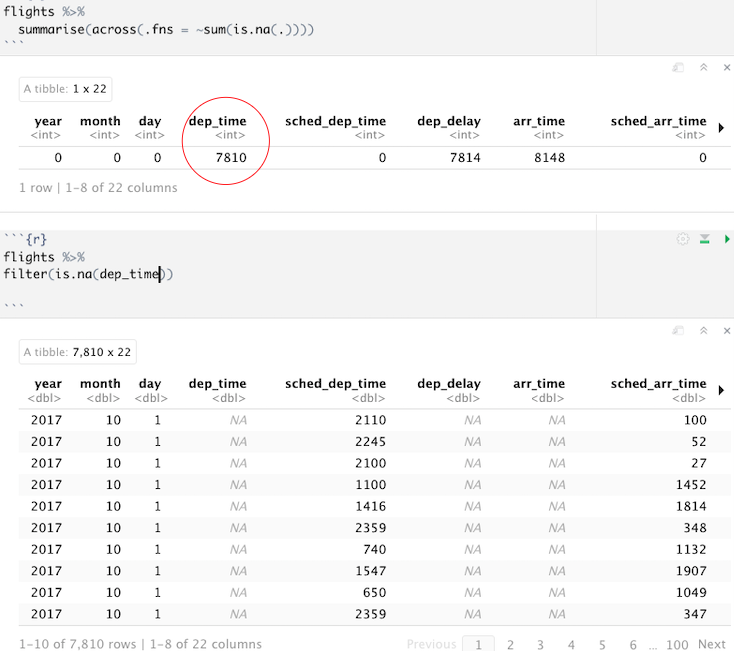 flights %>%
summarise(across(.fns = ~sum(is.na(.))))
```
A tibble: 1 x 22
year month day dep_time sched_dep_time dep_delay arr_time sched_arr_time
<int> <int> <int> <int> <int> <int> <int> <int>
0 0 0 7810 0 7814 8148 0
1 row | 1-8 of 22 columns
```{r}
flights %>%
filter(is.na(dep_time))
```
A tibble: 7,810 x 22
year month day dep_time sched_dep_time dep_delay arr_time sched_arr_time
<dbl> <dbl> <dbl> <dbl> <dbl> <dbl> <dbl> <dbl>
2017 10 1 NA 2110 NA NA 100
2017 10 1 NA 2245 NA NA 52
2017 10 1 NA 2100 NA NA 27
2017 10 1 NA 1100 NA NA 1452
2017 10 1 NA 1416 NA NA 1814
2017 10 1 NA 2359 NA NA 348
2017 10 1 NA 740 NA NA 1132
2017 10 1 NA 1547 NA NA 1907
2017 10 1 NA 650 NA NA 1049
2017 10 1 NA 2359 NA NA 347
1-10 of 7,810 rows | 1-8 of 22 columns Previous 1 2 3 4 5 6 ... 100 Next